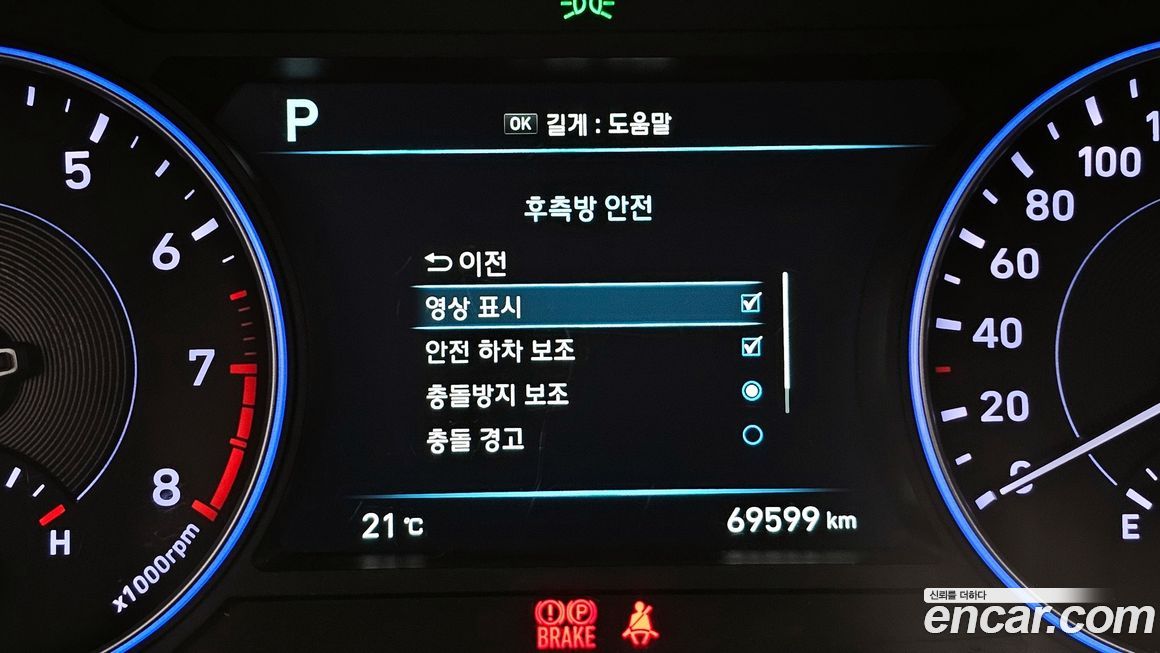 P
OK 길게 : 도움말
후측방 안전
이전
영상 표시
안전 하차 보조
충돌방지 보조
충돌 경고
21 ℃
69599 km
5
6
7
8
H
x1000rpm
100
80
60
40
20
0
E
BRAKE
신뢰를 더하다
encar.com